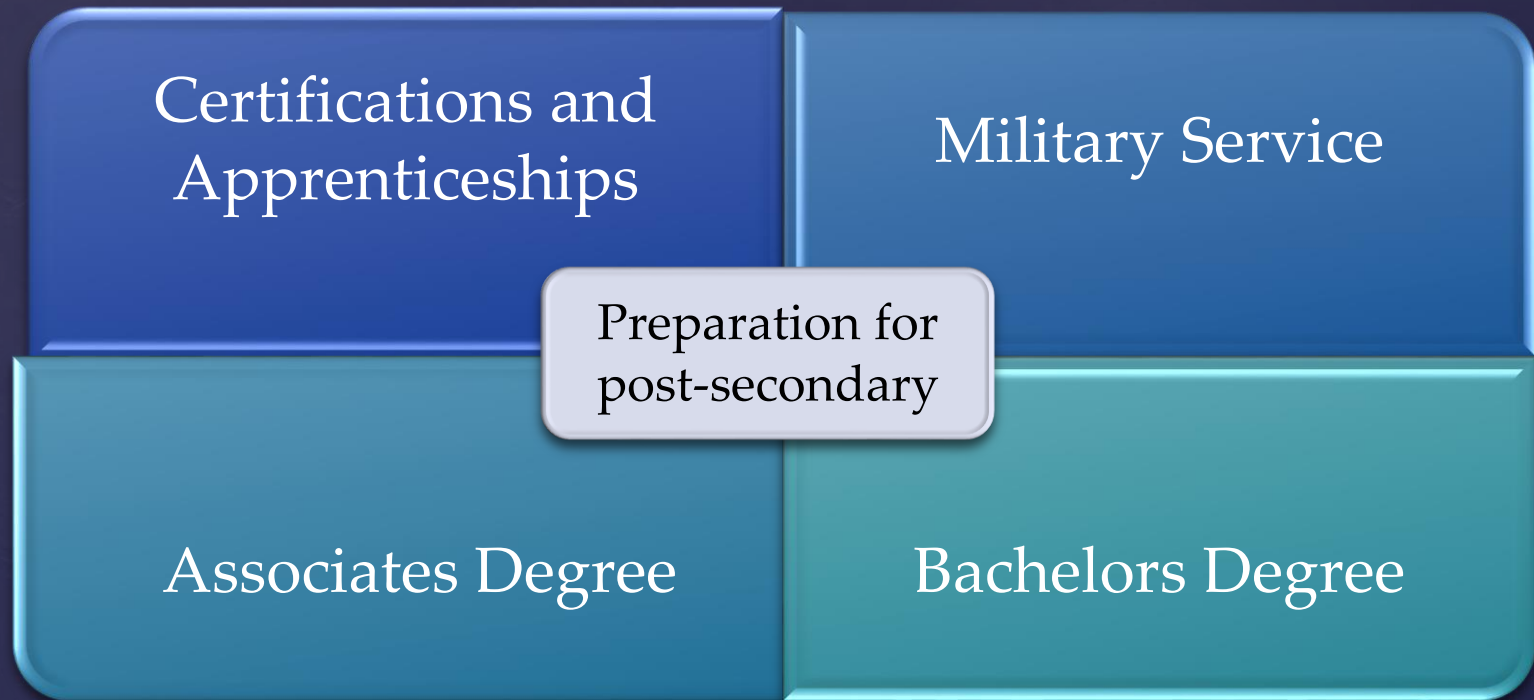 Certifications and
Apprenticeships
Military Service
Preparation for
post-secondary
Associates Degree
Bachelors Degree